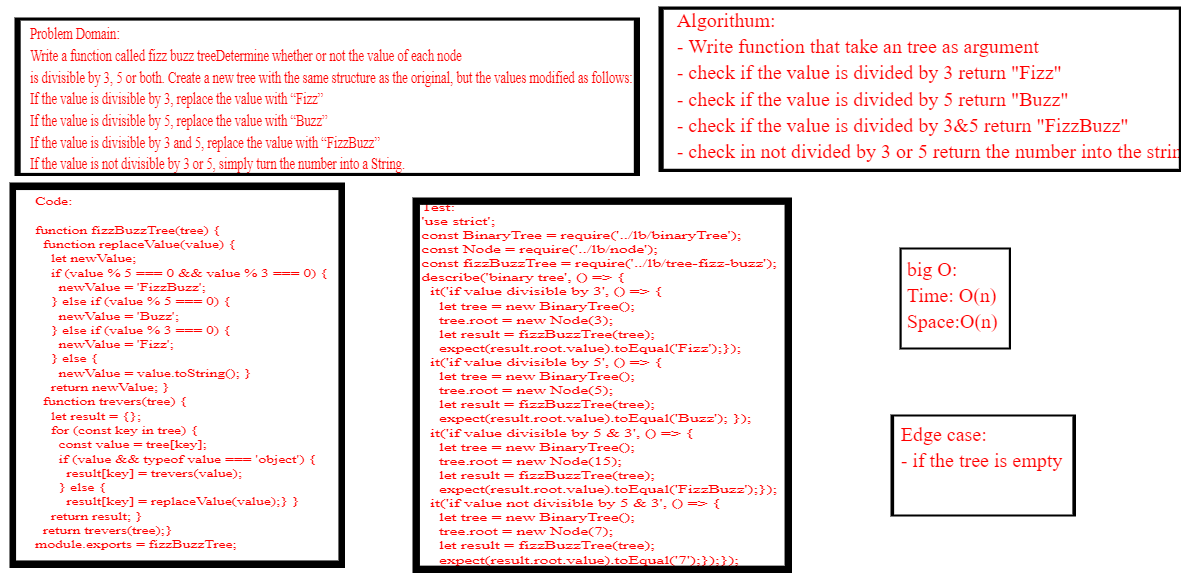 Problem Domain:
Write a function called fizz buzz treeDetermine whether or not the value of each node
is divisible by 3, 5 or both. Create a new tree with the same structure as the original, but the values modified as follows:
If the value is divisible by 3, replace the value with “Fizz”
If the value is divisible by 5, replace the value with “Buzz”
If the value is divisible by 3 and 5, replace the value with “FizzBuzz”
If the value is not divisible by 3 or 5, simply turn the number into a String.
Algorithum:
- Write function that take an tree as argument
- check if the value is divided by 3 return "Fizz"
- check if the value is divided by 5 return "Buzz"
- check if the value is divided by 3&5 return "FizzBuzz"
- check in not divided by 3 or 5 return the number into the strin
Code:
function fizzBuzzTree(tree) {
function replaceValue(value) {
let newValue;
if (value % 5 === 0 && value % 3 === 0) {
newValue = 'FizzBuzz';
} else if (value % 5 === 0) {
newValue = 'Buzz';
} else if (value % 3 === 0) {
newValue = 'Fizz';
} else {
newValue = value.toString(); }
return newValue; }
function trevers(tree) {
let result = {};
for (const key in tree) {
const value = tree[key];
if (value && typeof value === 'object') {
result[key] = trevers(value);
} else {
result[key] = replaceValue(value);} }
return result; }
return trevers(tree);}
module.exports = fizzBuzzTree;
Test:
'use strict';
const BinaryTree = require('../lb/binaryTree');
const Node = require('../lb/node');
const fizzBuzzTree = require('../lb/tree-fizz-buzz');
describe('binary tree', () => {
it('if value divisible by 3', () => {
let tree = new BinaryTree();
tree.root = new Node(3);
let result = fizzBuzzTree(tree);
expect(result.root.value).toEqual('Fizz');});
it('if value divisible by 5', () => {
let tree = new BinaryTree();
tree.root = new Node(5);
let result = fizzBuzzTree(tree);
expect(result.root.value).toEqual('Buzz'); });
it('if value divisible by 5 & 3', () => {
let tree = new BinaryTree();
tree.root = new Node(15);
let result = fizzBuzzTree(tree);
expect(result.root.value).toEqual('FizzBuzz');});
it('if value not divisible by 5 & 3', () => {
let tree = new BinaryTree();
tree.root = new Node(7);
let result = fizzBuzzTree(tree);
expect(result.root.value).toEqual('7');});});
big O:
Time: O(n)
Space:O(n)
Edge case:
- if the tree is empty